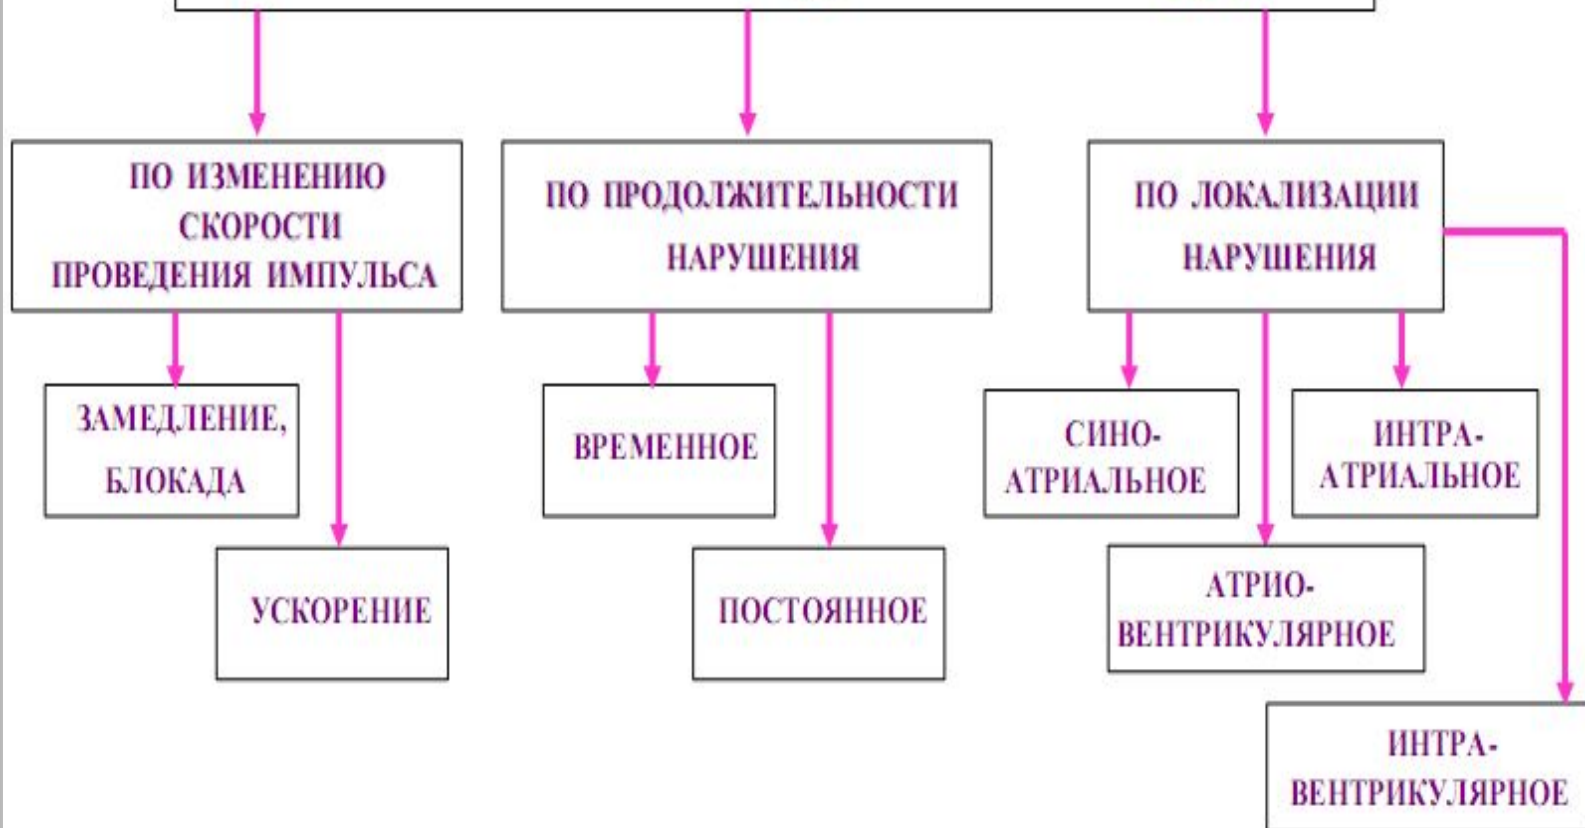 ПО ИЗМЕНЕНИЮ
СКОРОСТИ
ПРОВЕДЕНИЯ ИМПУЛЬСА
ПО ПРОДОЛЖИТЕЛЬНОСТИ
НАРУШЕНИЯ
ПО ЛОКАЛИЗАЦИИ
НАРУШЕНИЯ
ЗАМЕДЛЕНИЕ,
БЛОКАДА
УСКОРЕНИЕ
ВРЕМЕННОЕ
ПОСТОЯННОЕ
СИНО-
АТРИАЛЬНОЕ
ИНТРА-
АТРИАЛЬНОЕ
АТРИО-
ВЕНТРИКУЛЯРНОЕ
ИНТРА-
ВЕНТРИКУЛЯРНОЕ